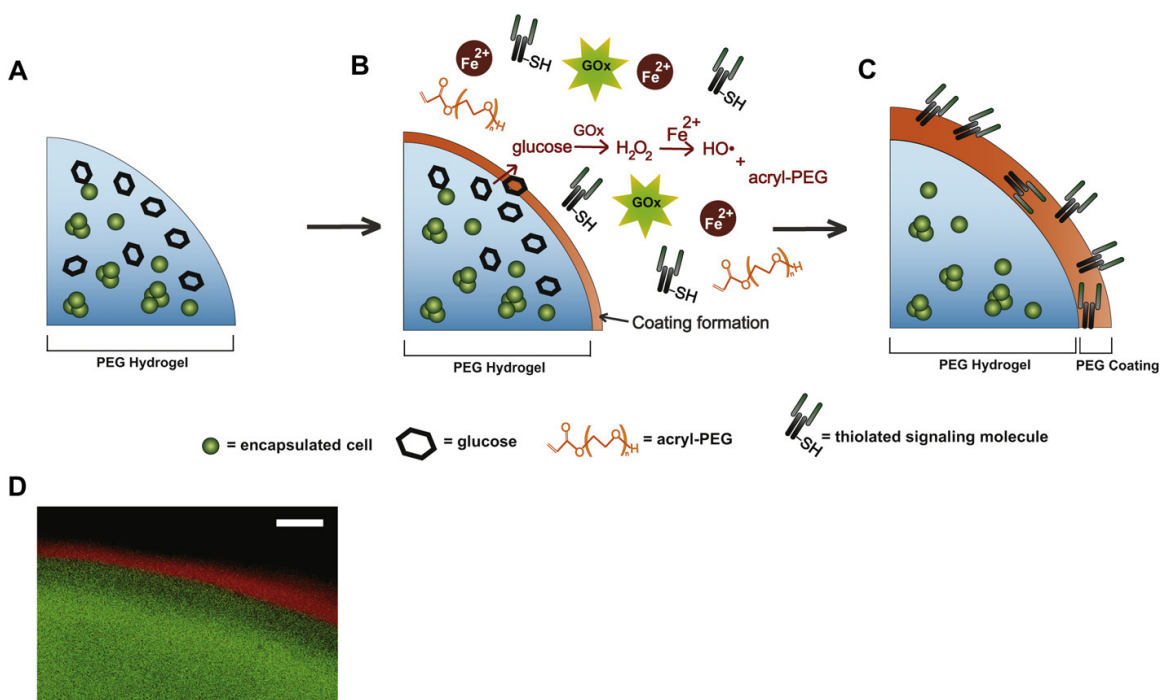 A
PEG Hydrogel
B
Fe2+
SH
GOx
Fe2+
SH
O
O
O
n
H
glucose
GOx
H2O2
Fe2+
HO•
+
acryl-PEG
SH
GOx
Fe2+
SH
O
O
O
n
H
Coating formation
PEG Hydrogel
C
PEG Hydrogel
PEG Coating
= encapsulated cell
= glucose
O
O
O
n
H
= acryl-PEG
SH
= thiolated signaling molecule
D